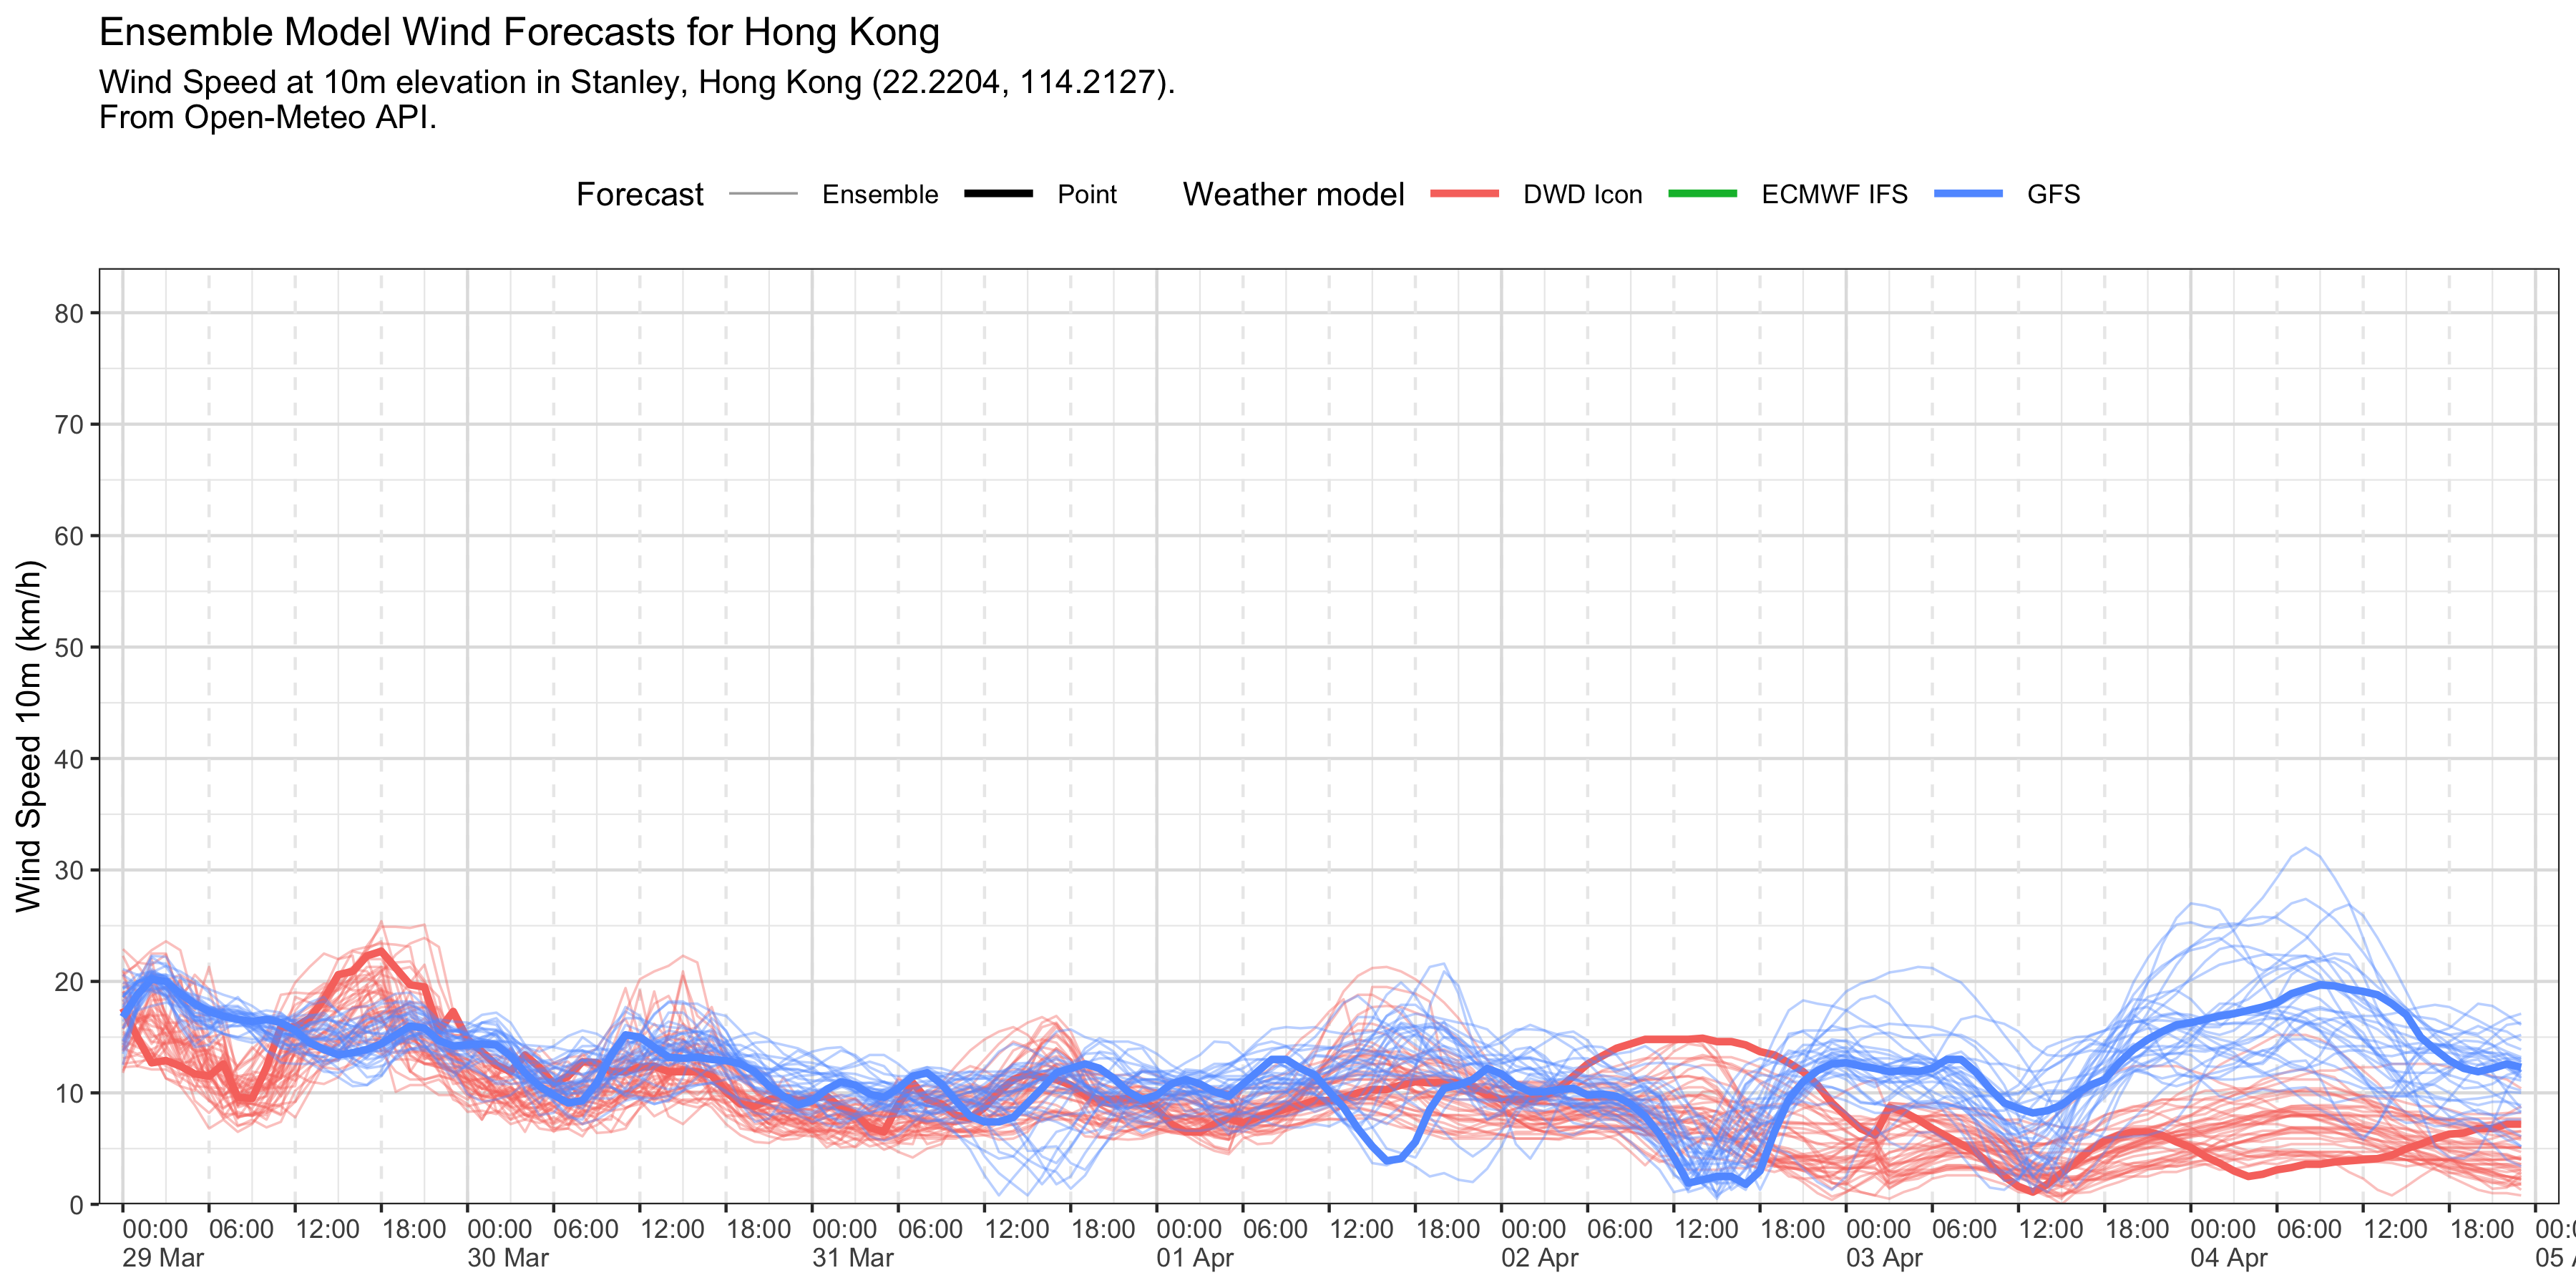 Ensemble Model Wind Forecasts for Hong Kong
Wind Speed at 10m elevation in Stanley, Hong Kong (22.2204, 114.2127).
From Open-Meteo API.
Forecast Ensemble Point Weather model DWD Icon ECMWF IFS GFS
Wind Speed 10m (km/h)
80
70
60
50
40
30
20
10
0
00:00 06:00 12:00 18:00 00:00 06:00 12:00 18:00 00:00 06:00 12:00 18:00 00:00 06:00 12:00 18:00 00:00 06:00 12:00 18:00 00:00 06:00 12:00 18:00 00:00 06:00 12:00 18:00 00:0
29 Mar 30 Mar 31 Mar 01 Apr 02 Apr 03 Apr 04 Apr 05